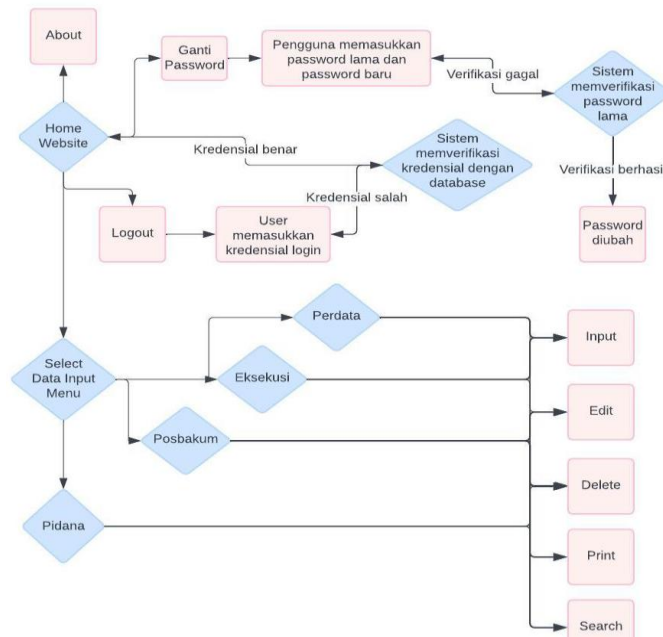 About
Ganti
Password
Pengguna memasukkan
password lama dan
password baru
Verifikasi gagal
Sistem
memverifikasi
password
lama
Home
Website
Kredensial benar
Sistem
memverifikasi
kredensial dengan
database
Verifikasi berhasi
Kredensial salah
Logout
User
memasukkan
kredensial login
Password
diubah
Perdata
Input
Select
Data Input
Menu
Eksekusi
Edit
Posbakum
Delete
Pidana
Print
Search